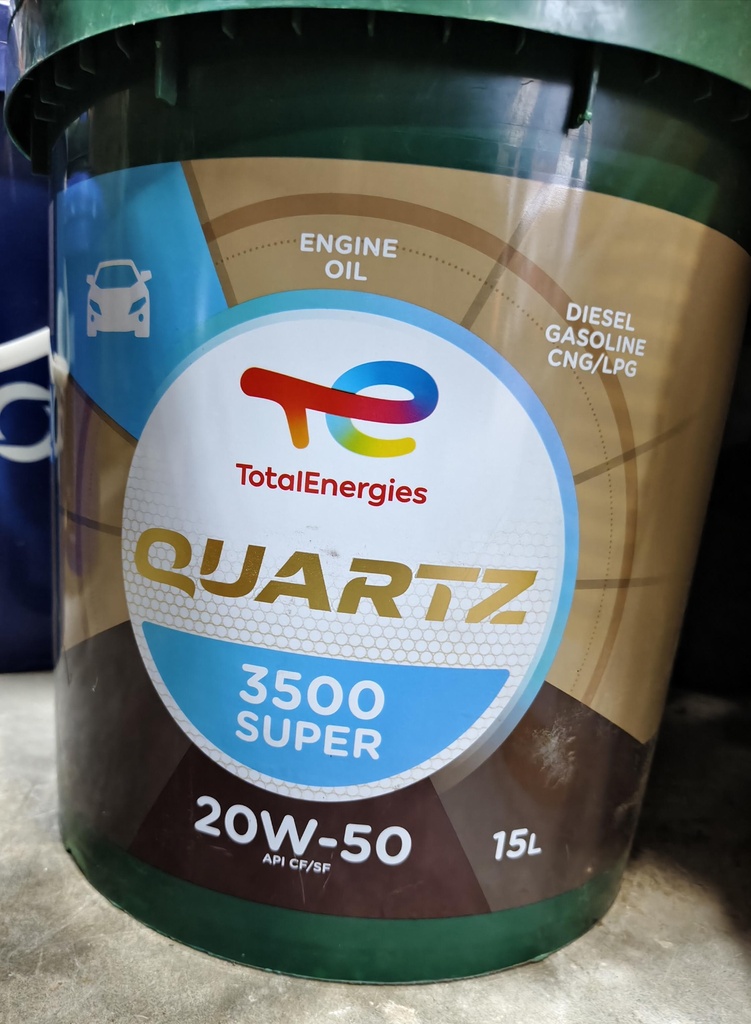 ENGINE
OIL
DIESEL
GASOLINE
CNG/LPG
TotalEnergies
QUARTZ
3500
SUPER
20W-50
API CF/SF
15L